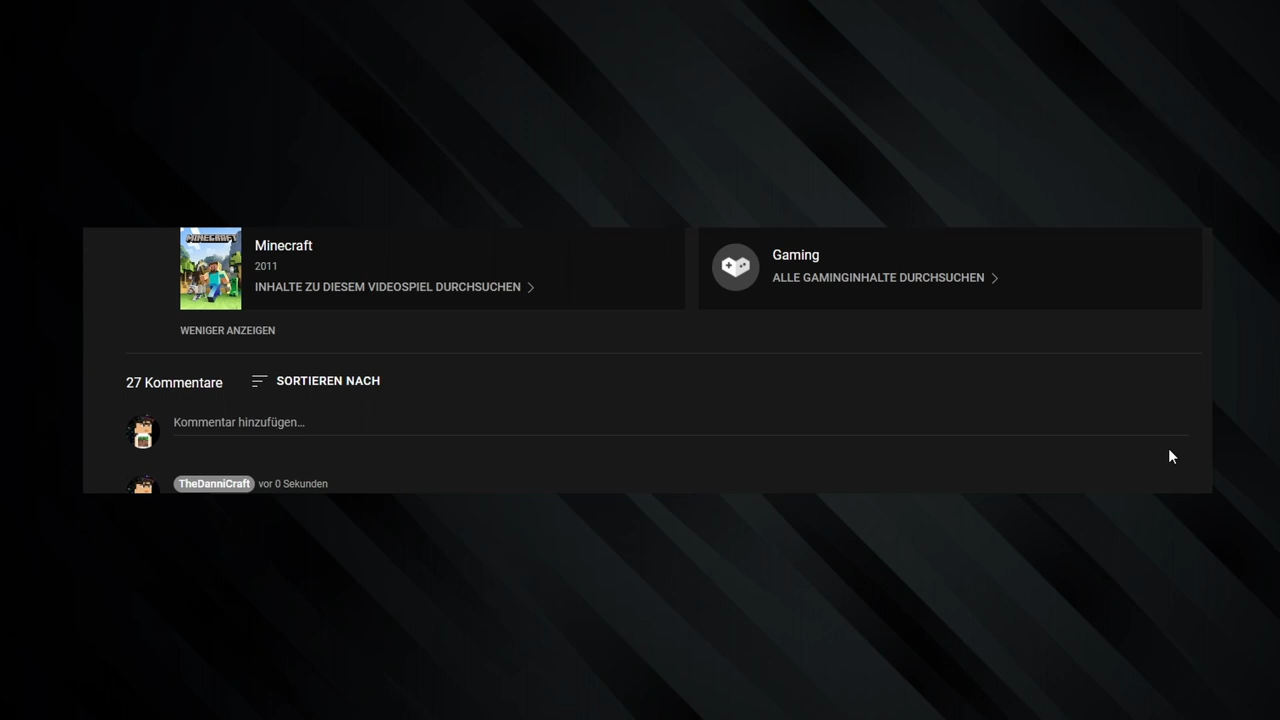 MINECRAFT
Minecraft
2011
INHALTE ZU DIESEM VIDEOSPIEL DURCHSUCHEN
Gaming
ALLE GAMINGINHALTE DURCHSUCHEN
WENIGER ANZEIGEN
27 Kommentare
SORTIEREN NACH
Kommentar hinzufügen...
TheDanniCraft vor 0 Sekunden